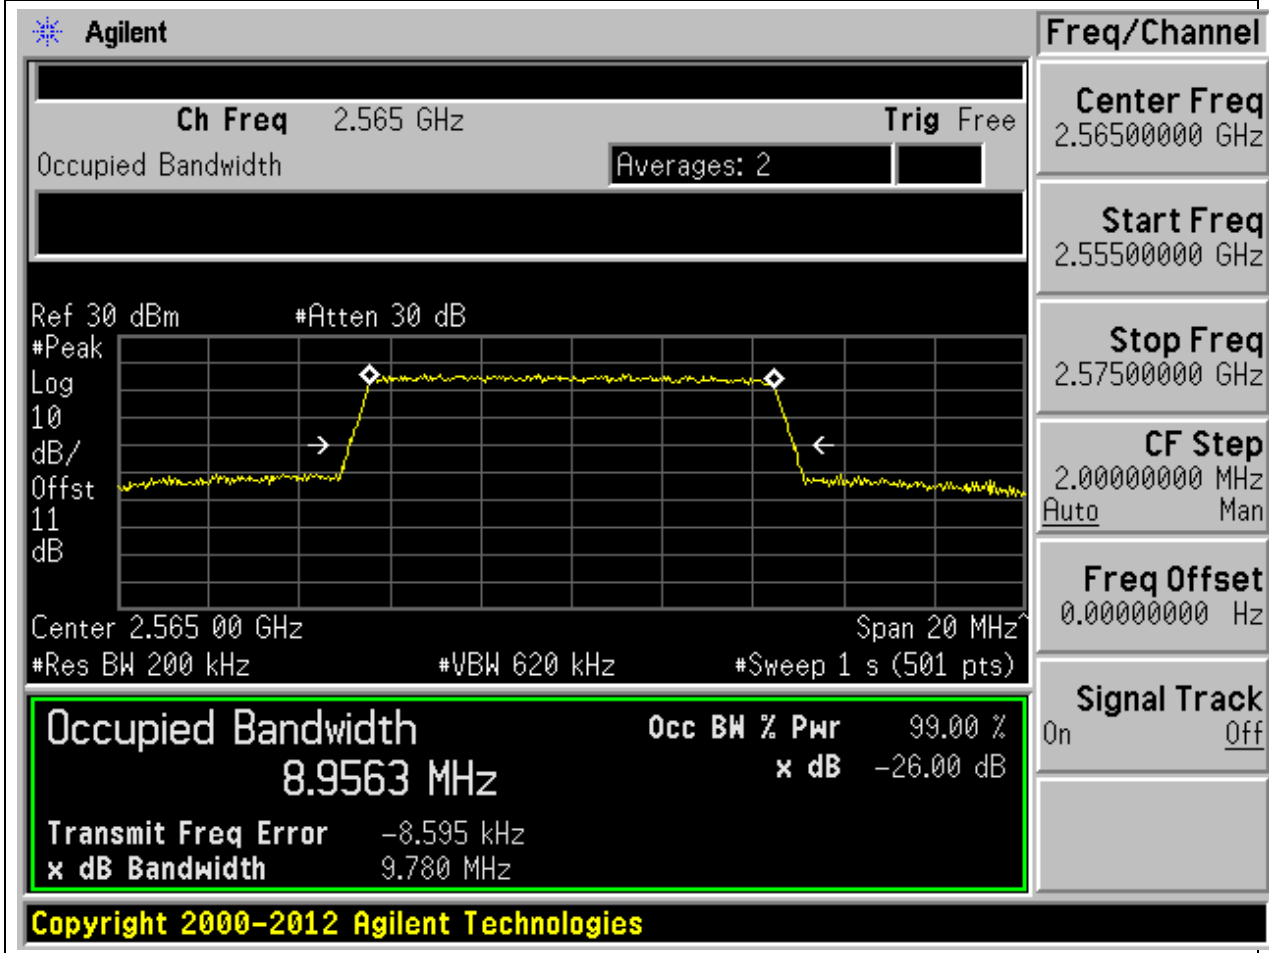 Agilent
Freq/Channel
Ch Freq 2.565 GHz Trig Free
Occupied Bandwidth Averages: 2
Center Freq
2.56500000 GHz
Start Freq
2.55500000 GHz
Stop Freq
2.57500000 GHz
CF Step
2.00000000 MHz
Auto Man
Freq Offset
0.00000000 Hz
Signal Track
On Off
Ref 30 dBm #Atten 30 dB
#Peak
Log
10
dB/
Offst
11
dB
Center 2.565 00 GHz Span 20 MHz^
#Res BW 200 kHz #VBW 620 kHz #Sweep 1 s (501 pts)
Occupied Bandwidth Occ BW % Pwr 99.00 %
8.9563 MHz x dB -26.00 dB
Transmit Freq Error -8.595 kHz
x dB Bandwidth 9.780 MHz
Copyright 2000-2012 Agilent Technologies